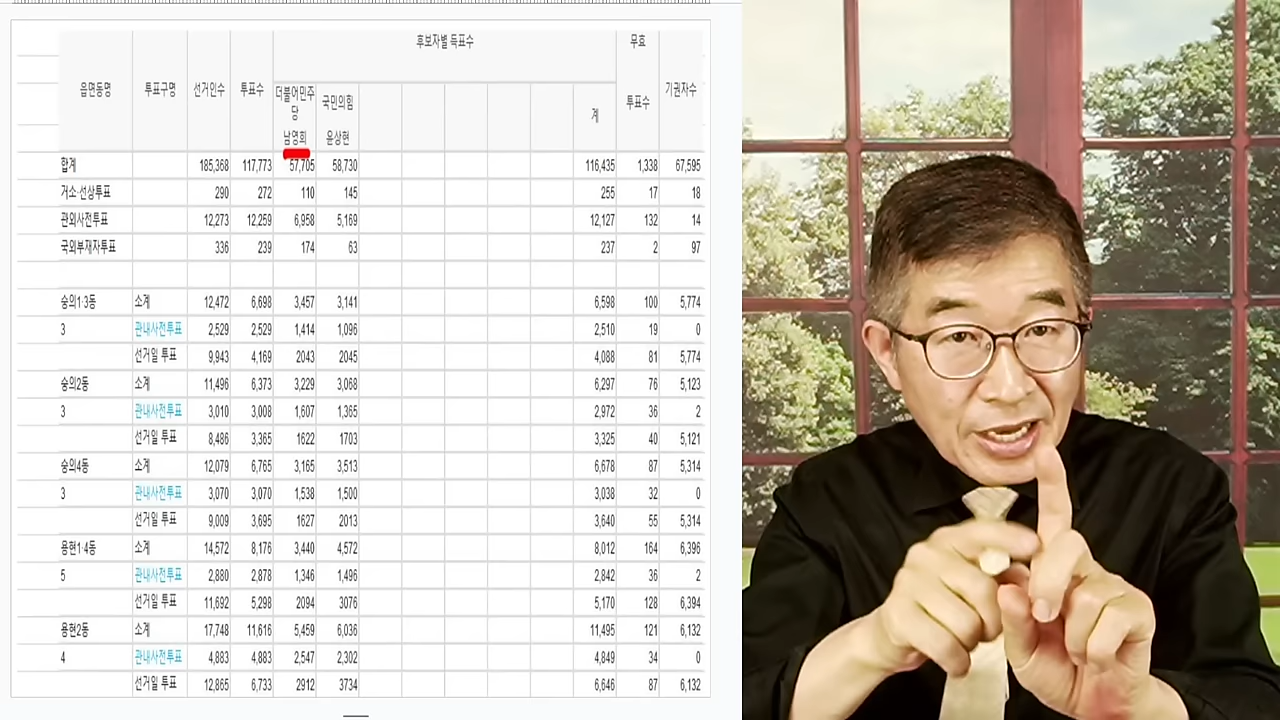 후보자별 득표수 무효
읍면동명 투표구명 선거인수 투표수 더불어민주당 남영희 국민의힘 윤상현 계 투표수 기권자수
합계 185,368 117,773 57,705 58,730 116,435 1,338 67,595
거소·선상투표 290 272 110 145 255 17 18
관외사전투표 12,273 12,259 6,958 5,169 12,127 132 14
국외부재자투표 336 239 174 63 237 2 97
숭의1·3동 소계 12,472 6,698 3,457 3,141 6,598 100 5,774
3 관내사전투표 2,529 2,529 1,414 1,096 2,510 19 0
선거일 투표 9,943 4,169 2043 2045 4,088 81 5,774
숭의2동 소계 11,496 6,373 3,229 3,068 6,297 76 5,123
3 관내사전투표 3,010 3,008 1,607 1,365 2,972 36 2
선거일 투표 8,486 3,365 1622 1703 3,325 40 5,121
숭의4동 소계 12,079 6,765 3,165 3,513 6,678 87 5,314
3 관내사전투표 3,070 3,070 1,538 1,500 3,038 32 0
선거일 투표 9,009 3,695 1627 2013 3,640 55 5,314
용현1·4동 소계 14,572 8,176 3,440 4,572 8,012 164 6,396
5 관내사전투표 2,880 2,878 1,346 1,496 2,842 36 2
선거일 투표 11,692 5,298 2094 3076 5,170 128 6,394
용현2동 소계 17,748 11,616 5,459 6,036 11,495 121 6,132
4 관내사전투표 4,883 4,883 2,547 2,302 4,849 34 0
선거일 투표 12,865 6,733 2912 3734 6,646 87 6,132